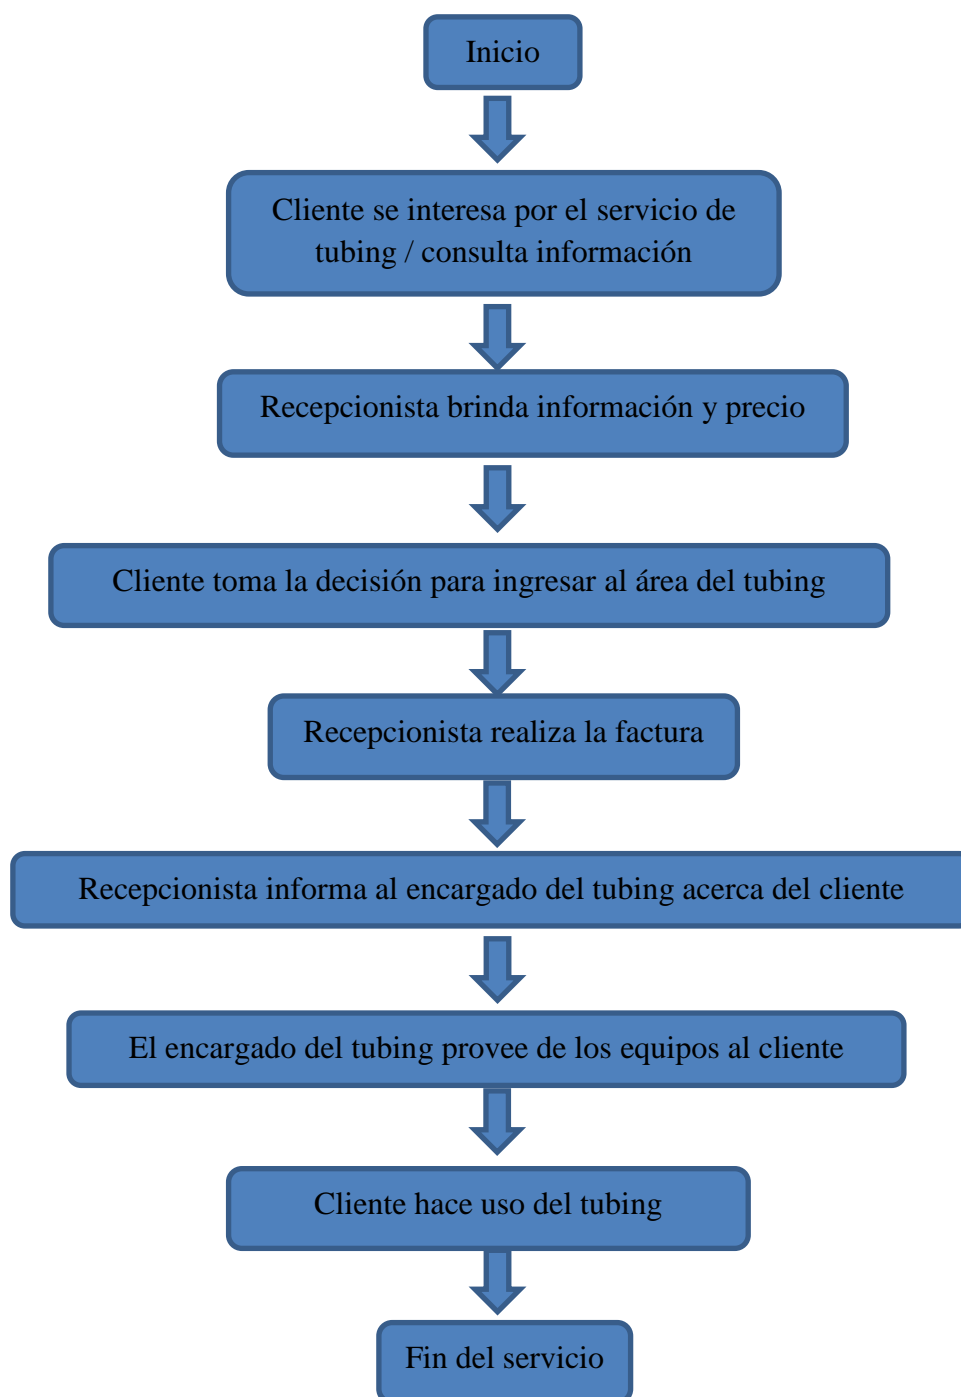 Inicio
Cliente se interesa por el servicio de
tubing / consulta información
Recepcionista brinda información y precio
Cliente toma la decisión para ingresar al área del tubing
Recepcionista realiza la factura
Recepcionista informa al encargado del tubing acerca del cliente
El encargado del tubing provee de los equipos al cliente
Cliente hace uso del tubing
Fin del servicio